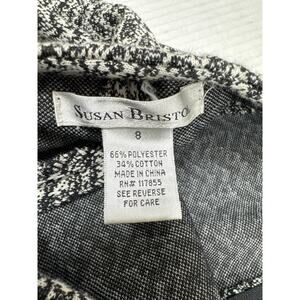 SUSAN BRISTO
8
66% POLYESTER
34% COTTON
MADE IN CHINA
RN# 117855
SEE REVERSE
FOR CARE